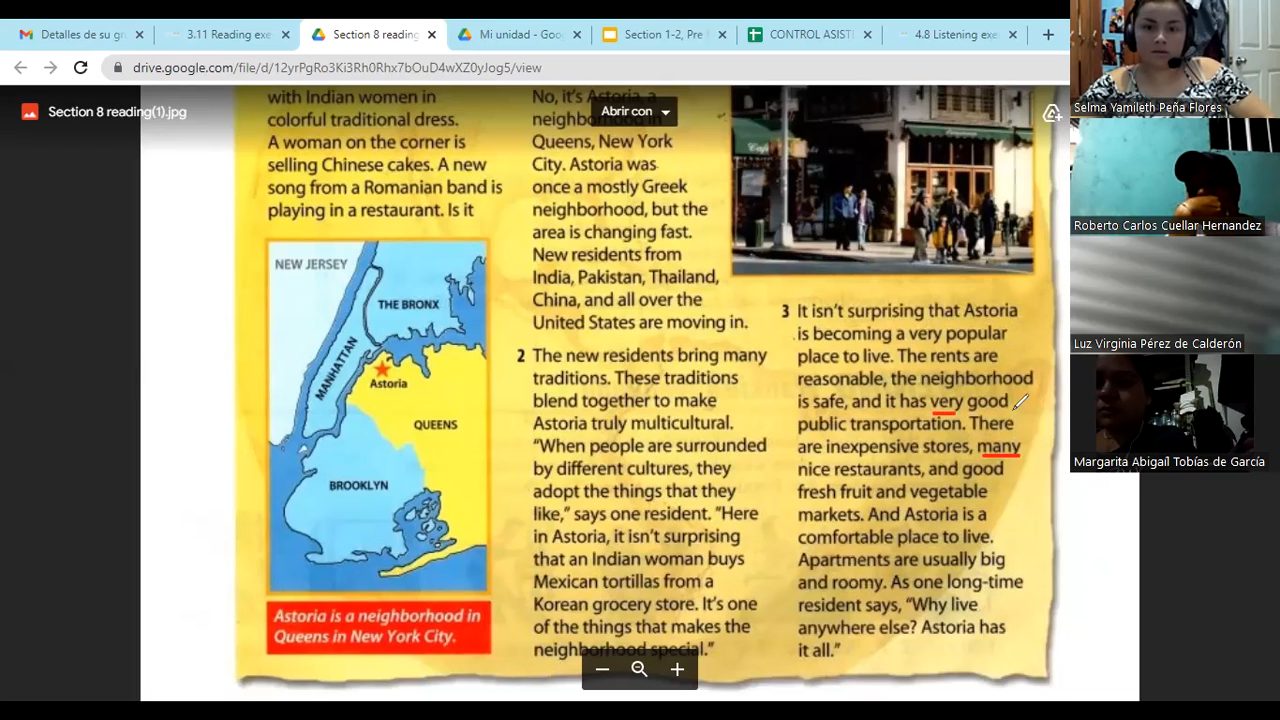 Detalles de su gr
3.11 Reading exe
Section 8 reading
Mi unidad - Goo
Section 1-2, Pre
CONTROL ASIST
4.8 Listening exe
drive.google.com/file/d/12yrPgRo3Ki3Rh0Rhx7bOuD4wXZ0yJog5/view
Section 8 reading(1).jpg
Abrir con
with Indian women in
colorful traditional dress.
A woman on the corner is
selling Chinese cakes. A new
song from a Romanian band is
playing in a restaurant. Is it
NEW JERSEY
THE BRONX
MANHATTAN
Astoria
QUEENS
BROOKLYN
Astoria is a neighborhood in
Queens in New York City.
No, it's Astoria, a
neighborhood in
Queens, New York
City. Astoria was
once a mostly Greek
neighborhood, but the
area is changing fast.
New residents from
India, Pakistan, Thailand,
China, and all over the
United States are moving in.
2 The new residents bring many
traditions. These traditions
blend together to make
Astoria truly multicultural.
"When people are surrounded
by different cultures, they
adopt the things that they
like," says one resident. "Here
in Astoria, it isn't surprising
that an Indian woman buys
Mexican tortillas from a
Korean grocery store. It's one
of the things that makes the
neighborhood special."
3 It isn't surprising that Astoria
is becoming a very popular
place to live. The rents are
reasonable, the neighborhood
is safe, and it has very good
public transportation. There
are inexpensive stores, many
nice restaurants, and good
fresh fruit and vegetable
markets. And Astoria is a
comfortable place to live.
Apartments are usually big
and roomy. As one long-time
resident says, "Why live
anywhere else? Astoria has
it all."
Selma Yamileth Peña Flores
Roberto Carlos Cuellar Hernandez
Luz Virginia Pérez de Calderón
Margarita Abigaíl Tobías de García